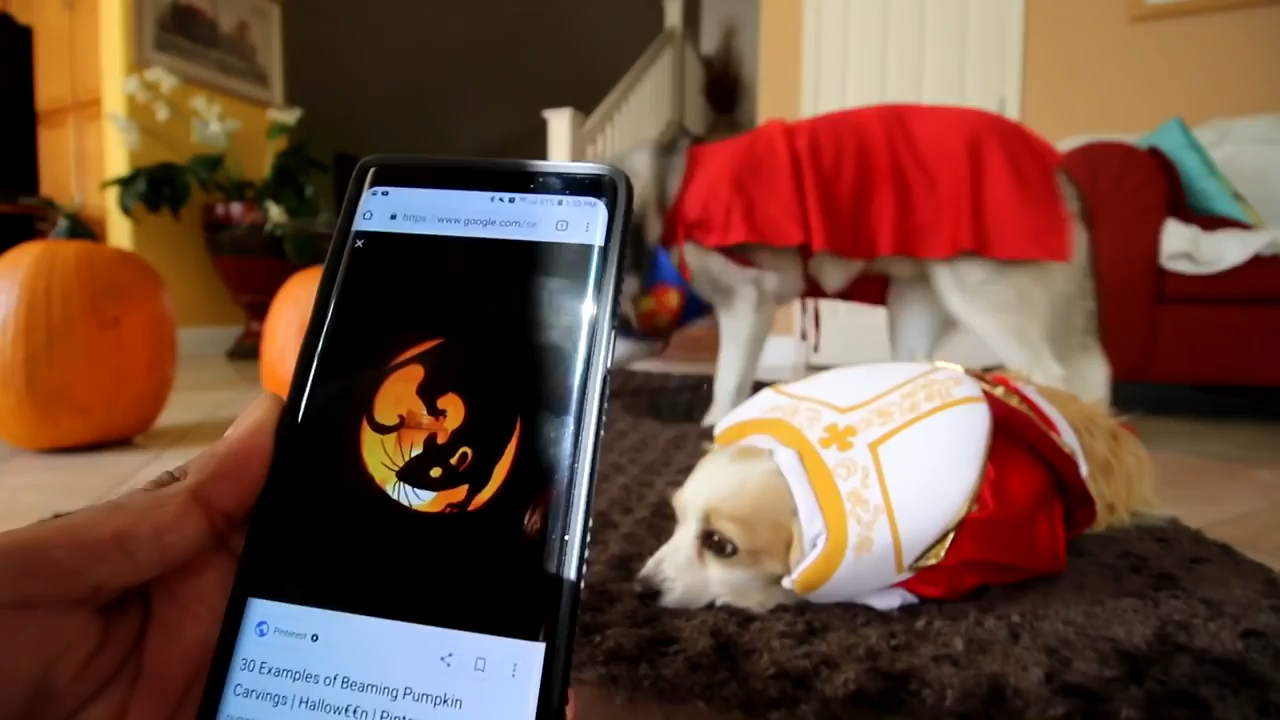 https://www.google.com/se
Pinterest
30 Examples of Beaming Pumpkin
Carvings | Hallow€€n | Pinte